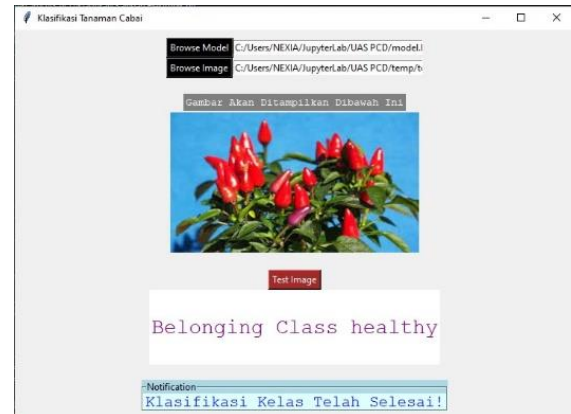 Klasifikasi Tanaman Cabai
Browse Model C:/Users/NEXIA/JupyterLab/UAS PCD/model.
Browse Image C:/Users/NEXIA/JupyterLab/UAS PCD/temp/t
Gambar Akan Ditampilkan Dibawah Ini
Test Image
Belonging Class healthy
Notification
Klasifikasi Kelas Telah Selesai!